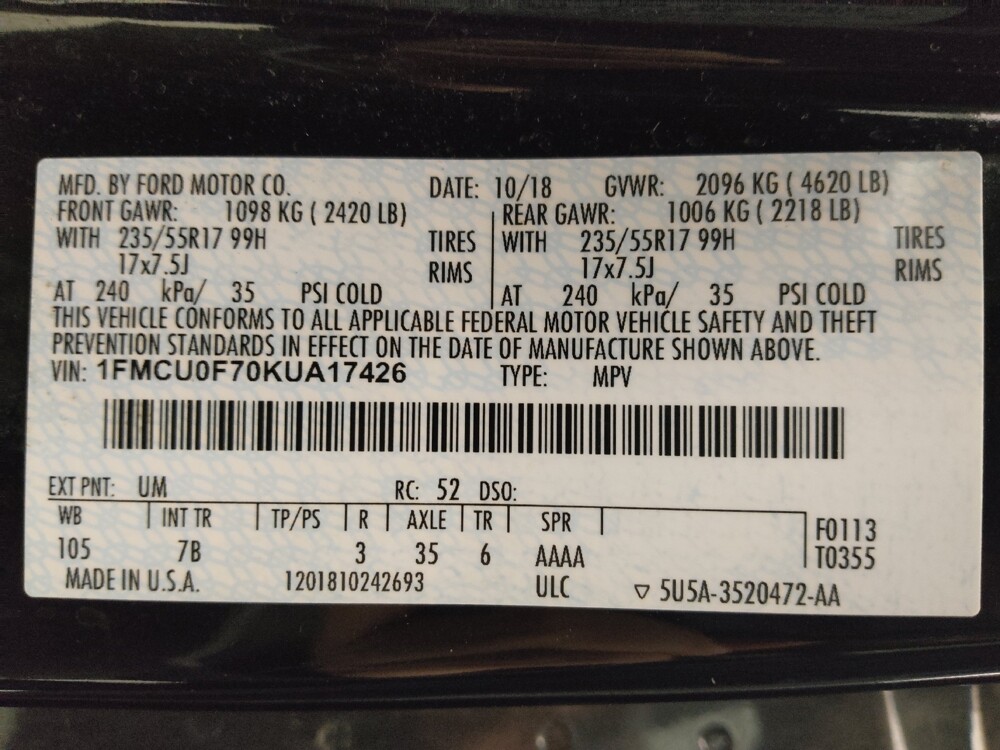 MFD. BY FORD MOTOR CO. DATE: 10/18 GVWR: 2096 KG ( 4620 LB)
FRONT GAWR: 1098 KG ( 2420 LB) REAR GAWR: 1006 KG ( 2218 LB)
WITH 235/55R17 99H TIRES WITH 235/55R17 99H TIRES
17x7.5J RIMS 17x7.5J RIMS
AT 240 kPa/ 35 PSI COLD AT 240 kPa/ 35 PSI COLD
THIS VEHICLE CONFORMS TO ALL APPLICABLE FEDERAL MOTOR VEHICLE SAFETY AND THEFT
PREVENTION STANDARDS IN EFFECT ON THE DATE OF MANUFACTURE SHOWN ABOVE.
VIN: 1FMCU0F70KUA17426 TYPE: MPV
EXT PNT: UM RC: 52 DSO:
WB INT TR TP/PS R AXLE TR SPR F0113
105 7B 3 35 6 AAAA T0355
MADE IN U.S.A. 1201810242693 ULC ▽ 5U5A-3520472-AA